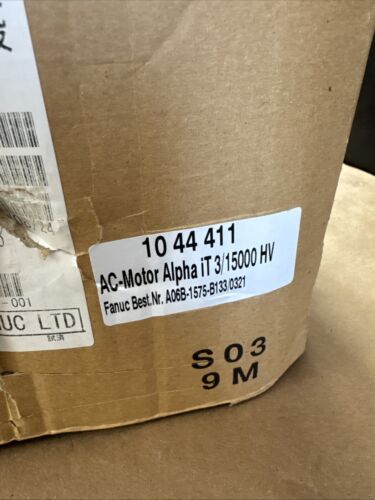 10 44 411
AC-Motor Alpha iT 3/15000 HV
Fanuc Best.Nr. A06B-1575-B133/0321
-001
UC LTD
S 0 3
9 M